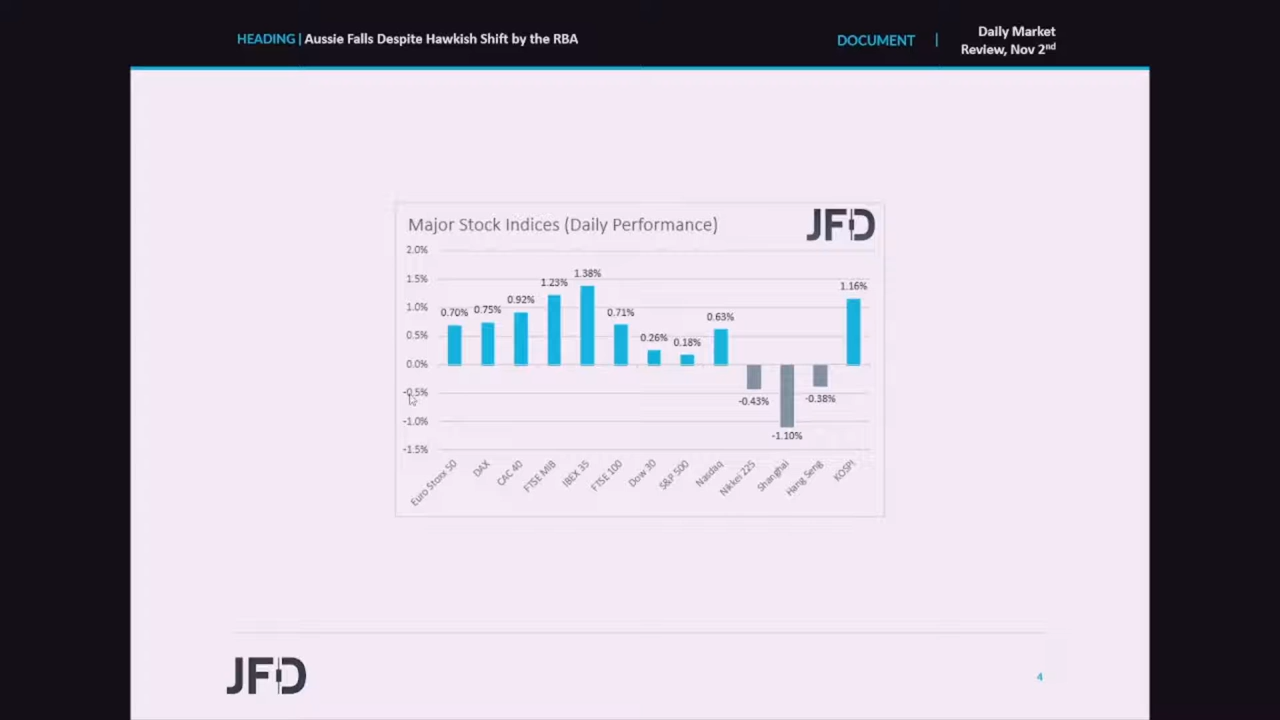 HEADING | Aussie Falls Despite Hawkish Shift by the RBA
DOCUMENT |
Daily Market
Review, Nov 2nd
Major Stock Indices (Daily Performance)
JFD
2.0%
1.5%
1.0%
0.5%
0.0%
-0.5%
-1.0%
-1.5%
0.70%
0.75%
0.92%
1.23%
1.38%
0.71%
0.26%
0.18%
0.63%
-0.43%
-1.10%
-0.38%
1.16%
Euro Stoxx 50
DAX
CAC 40
FTSE MIB
IBEX 35
FTSE 100
Dow 30
S&P 500
Nasdaq
Nikkei 225
Shanghai
Hang Seng
KOSPI
JFD
4